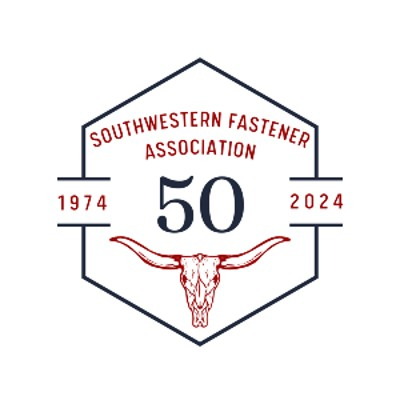 SOUTHWESTERN FASTENER
ASSOCIATION
1974
50
2024